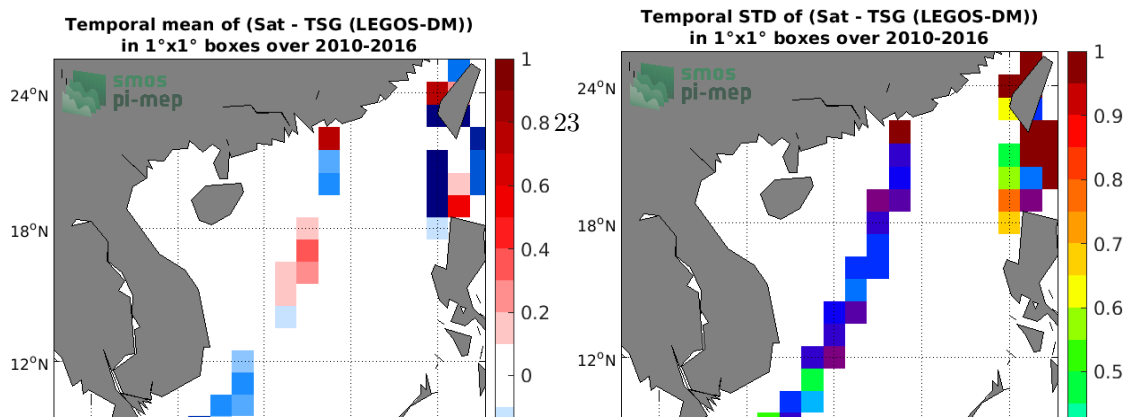 Temporal mean of (Sat - TSG (LEGOS-DM))
in 1°x1° boxes over 2010-2016
smos
pi-mep
24°N
18°N
12°N
1
0.8
0.6
0.4
0.2
0
23
Temporal STD of (Sat - TSG (LEGOS-DM))
in 1°x1° boxes over 2010-2016
smos
pi-mep
24°N
18°N
12°N
1
0.9
0.8
0.7
0.6
0.5